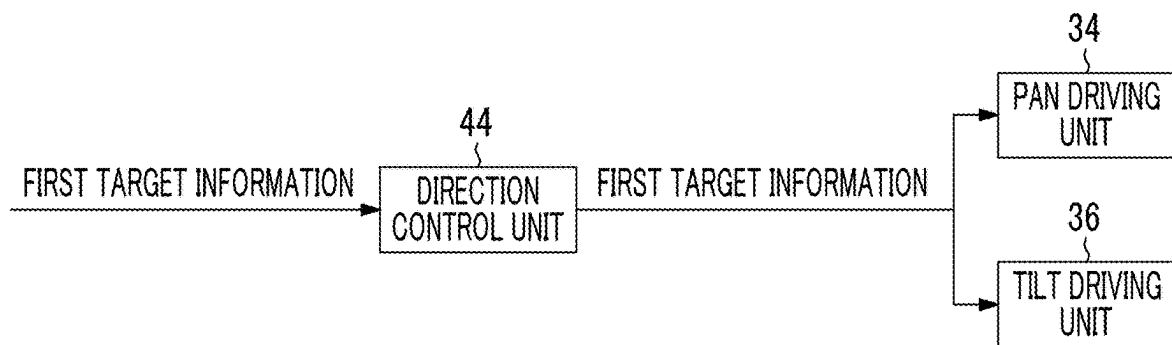 34
PAN DRIVING
UNIT
44
FIRST TARGET INFORMATION
DIRECTION
CONTROL UNIT
FIRST TARGET INFORMATION
36
TILT DRIVING
UNIT